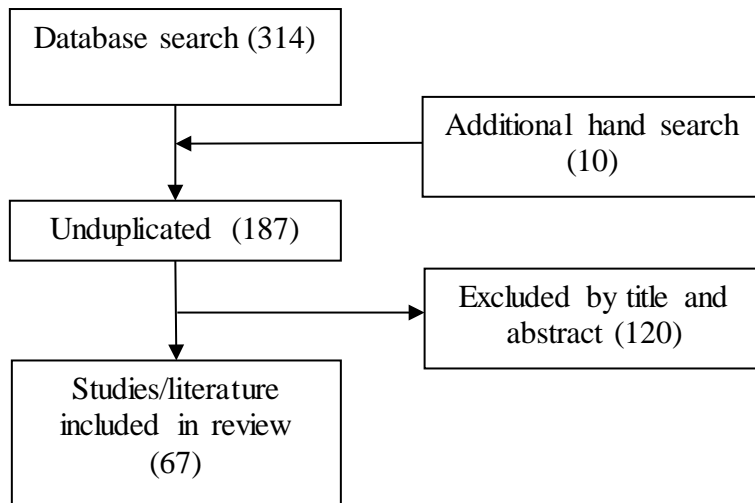 Database search (314)
Additional hand search
(10)
Unduplicated (187)
Excluded by title and
abstract (120)
Studies/literature
included in review
(67)